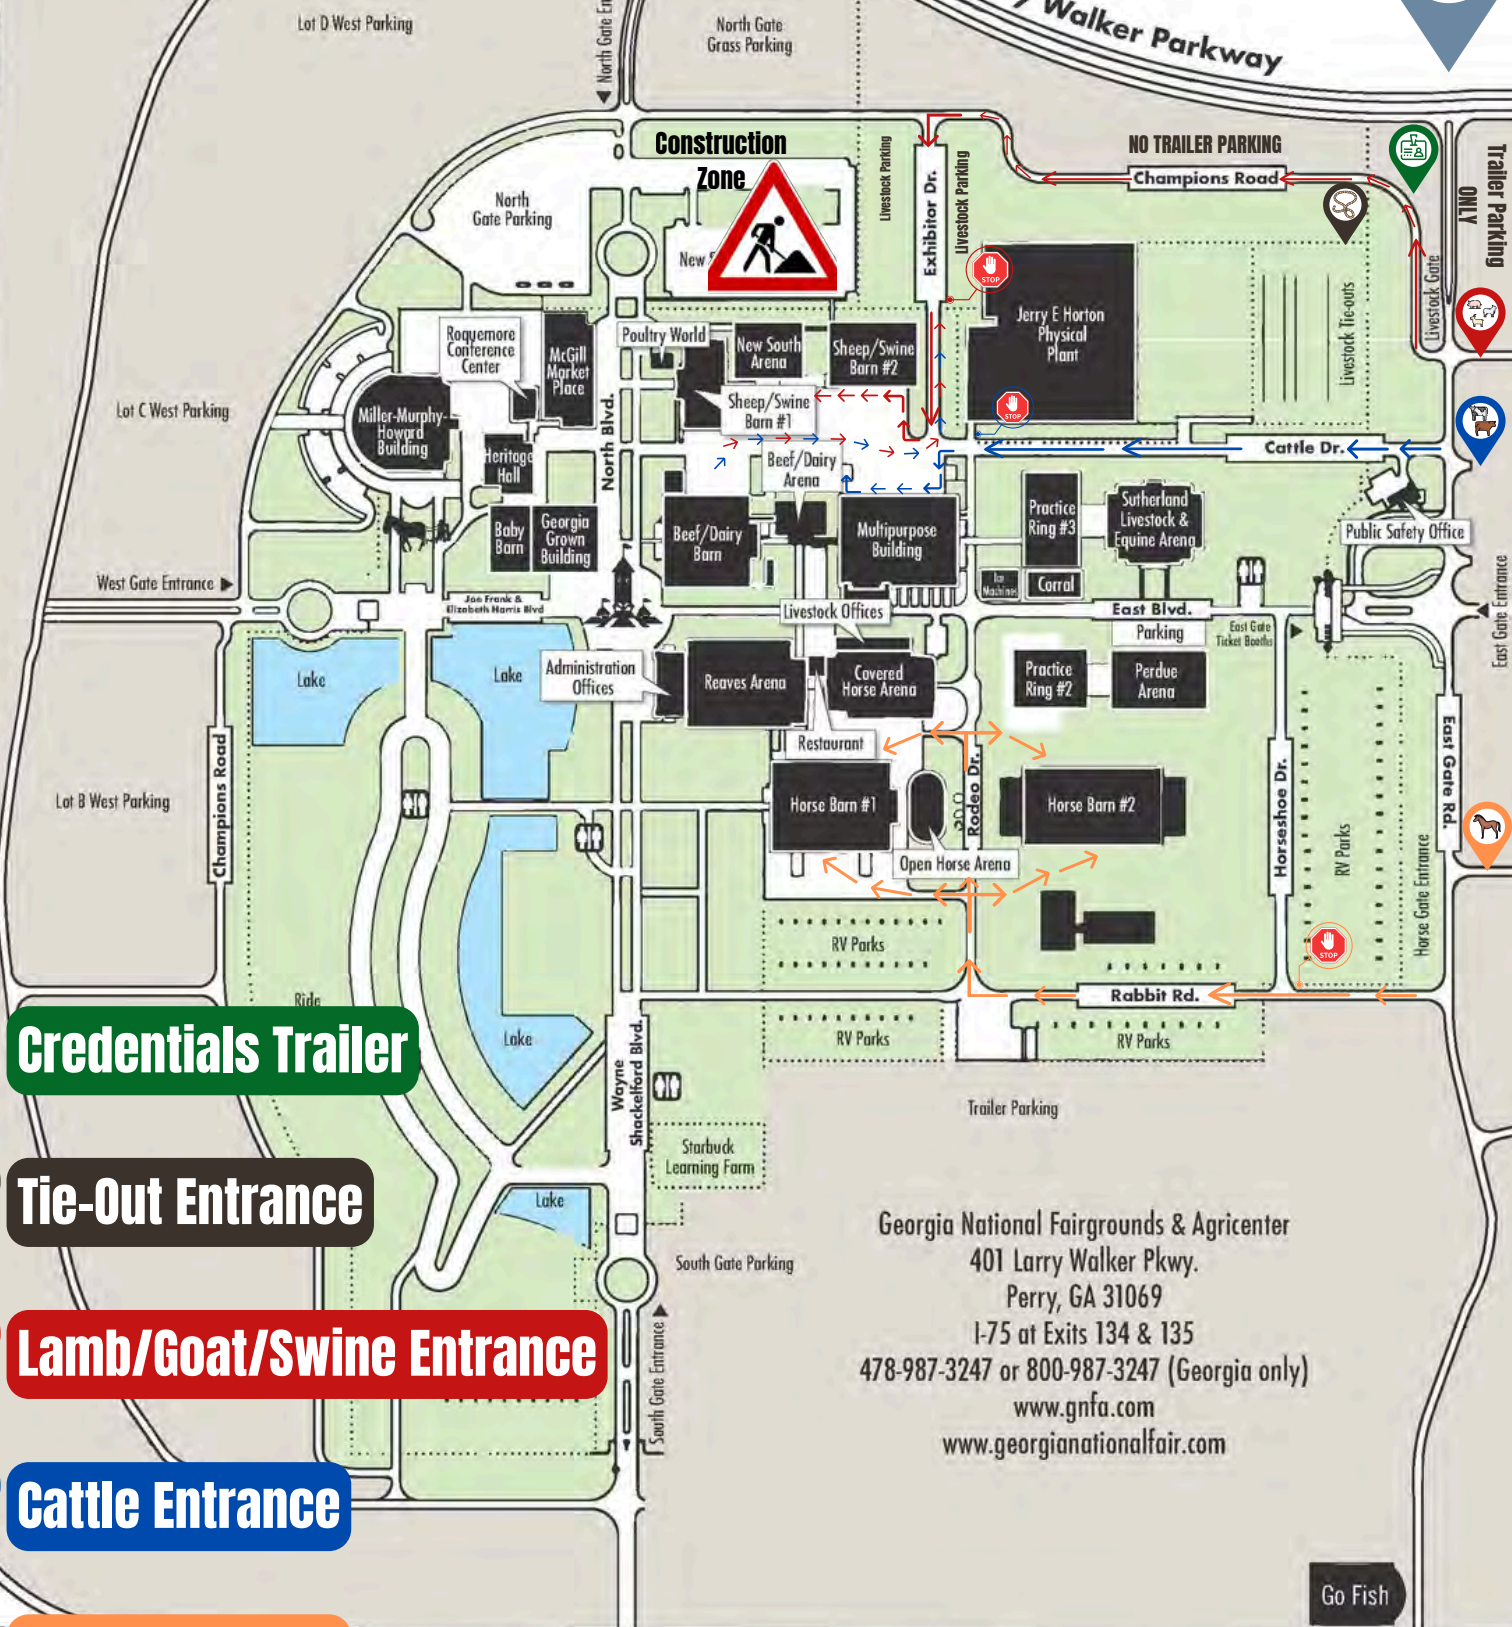 Lot D West Parking
North Gate En
North Gate
Grass Parking
Walker Parkway
Construction
Zone
Livestock Parking
Exhibitor Dr.
Livestock Parking
NO TRAILER PARKING
Champions Road
Trailer Parking
ONLY
North
Gate Parking
New S
STOP
Livestock Gate
Jerry E Horton
Physical
Plant
Livestock Tie-outs
Roquemore
Conference
Center
McGill
Market
Place
Poultry World
New South
Arena
Sheep/Swine
Barn #2
Lot C West Parking
Miller-Murphy-
Howard
Building
Sheep/Swine
Barn #1
STOP
North Blvd.
Heritage
Hall
Beef/Dairy
Arena
Cattle Dr.
Baby
Barn
Georgia
Grown
Building
Beef/Dairy
Barn
Multipurpose
Building
Practice
Ring #3
Sutherland
Livestock &
Equine Arena
Public Safety Office
West Gate Entrance
Ice
Machines
Corral
East Gate Entrance
Joe Frank &
Elizabeth Harris Blvd
Livestock Offices
East Blvd.
Parking
East Gate
Ticket Booths
Lake
Lake
Administration
Offices
Reaves Arena
Covered
Horse Arena
Practice
Ring #2
Perdue
Arena
Restaurant
Champions Road
Lot B West Parking
Horse Barn #1
Rodeo Dr.
Horse Barn #2
Horseshoe Dr.
RV Parks
East Gate Rd.
Open Horse Arena
Horse Gate Entrance
RV Parks
STOP
Rabbit Rd.
Ride
Lake
RV Parks
RV Parks
Credentials Trailer
Wayne
Shackelford Blvd.
Trailer Parking
Starbuck
Learning Farm
Tie-Out Entrance
Lake
South Gate Parking
Georgia National Fairgrounds & Agricenter
401 Larry Walker Pkwy.
Perry, GA 31069
I-75 at Exits 134 & 135
478-987-3247 or 800-987-3247 (Georgia only)
www.gnfa.com
www.georgianationalfair.com
Lamb/Goat/Swine Entrance
South Gate Entrance
Cattle Entrance
Go Fish